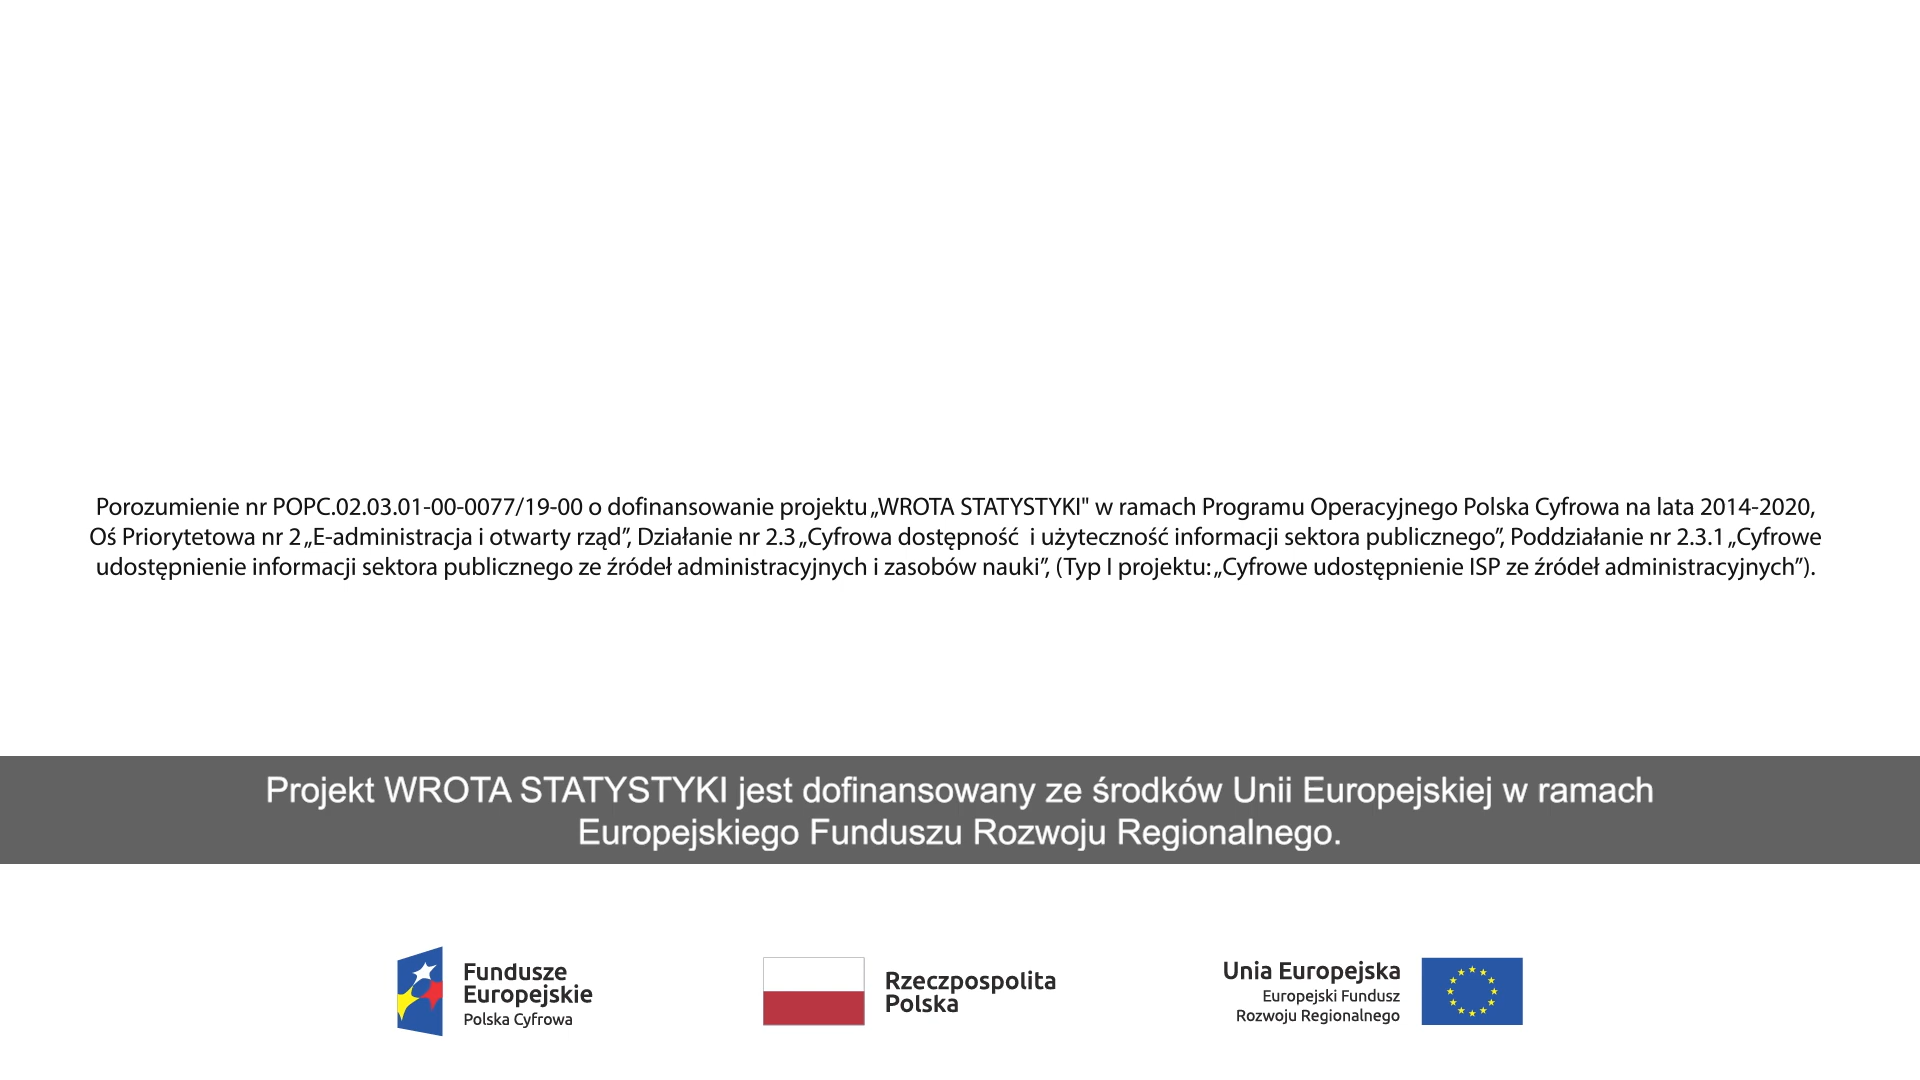 Porozumienie nr POPC.02.03.01-00-0077/19-00 o dofinansowanie projektu „WROTA STATYSTYKI" w ramach Programu Operacyjnego Polska Cyfrowa na lata 2014-2020,
Oś Priorytetowa nr 2 „E-administracja i otwarty rząd”, Działanie nr 2.3 „Cyfrowa dostępność i użyteczność informacji sektora publicznego”, Poddziałanie nr 2.3.1 „Cyfrowe
udostępnienie informacji sektora publicznego ze źródeł administracyjnych i zasobów nauki”, (Typ I projektu: „Cyfrowe udostępnienie ISP ze źródeł administracyjnych”).
Projekt WROTA STATYSTYKI jest dofinansowany ze środków Unii Europejskiej w ramach
Europejskiego Funduszu Rozwoju Regionalnego.
Fundusze
Europejskie
Polska Cyfrowa
Rzeczpospolita
Polska
Unia Europejska
Europejski Fundusz
Rozwoju Regionalnego